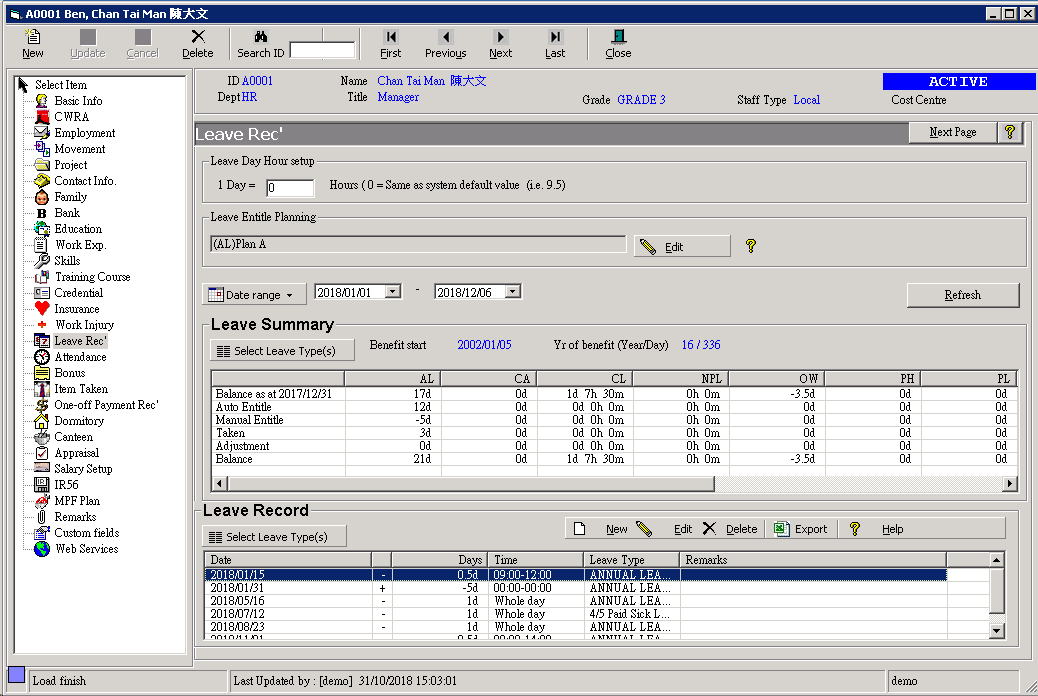 A0001 Ben, Chan Tai Man 陳大文
New Update Cancel Delete Search ID First Previous Next Last Close
Select Item
Basic Info
CWRA
Employment
Movement
Project
Contact Info.
Family
Bank
Education
Work Exp.
Skills
Training Course
Credential
Insurance
Work Injury
Leave Rec'
Attendance
Bonus
Item Taken
One-off Payment Rec'
Dormitory
Canteen
Appraisal
Salary Setup
IR56
MPF Plan
Remarks
Custom fields
Web Services
ID A0001 Name Chan Tai Man 陳大文 ACTIVE
Dept HR Title Manager Grade GRADE 3 Staff Type Local Cost Centre
Leave Rec' Next Page
Leave Day Hour setup
1 Day = 0 Hours ( 0 = Same as system default value (i.e. 9.5)
Leave Entitle Planning
(AL)Plan A Edit
Date range 2018/01/01 - 2018/12/06 Refresh
Leave Summary
Select Leave Type(s) Benefit start 2002/01/05 Yr of benefit (Year/Day) 16 / 336
AL CA CL NPL OW PH PL
Balance as at 2017/12/31 17d 0d 1d 7h 30m 0h 0m -3.5d 0d 0d
Auto Entitle 12d 0d 0d 0h 0m 0h 0m 0d 0d 0d
Manual Entitle -5d 0d 0d 0h 0m 0h 0m 0d 0d 0d
Taken 3d 0d 0d 0h 0m 0h 0m 0d 0d 0d
Adjustment 0d 0d 0d 0h 0m 0h 0m 0d 0d 0d
Balance 21d 0d 1d 7h 30m 0h 0m -3.5d 0d 0d
Leave Record
Select Leave Type(s) New Edit Delete Export Help
Date Days Time Leave Type Remarks
2018/01/15 - 0.5d 09:00-12:00 ANNUAL LEA...
2018/01/31 + -5d 00:00-00:00 ANNUAL LEA...
2018/05/16 - 1d Whole day ANNUAL LEA...
2018/07/12 - 1d Whole day 4/5 Paid Sick L...
2018/08/23 - 1d Whole day ANNUAL LEA...
Load finish Last Updated by : [demo] 31/10/2018 15:03:01 demo